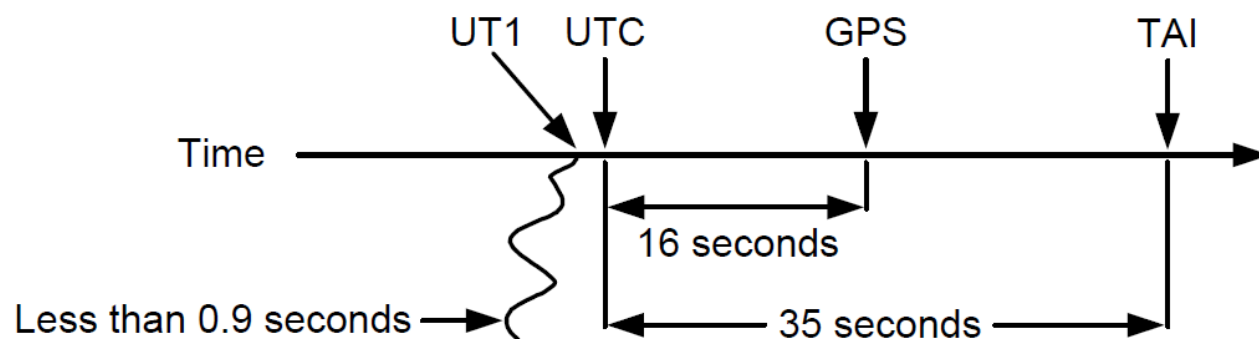 UT1 UTC GPS TAI
Time
16 seconds
Less than 0.9 seconds
35 seconds